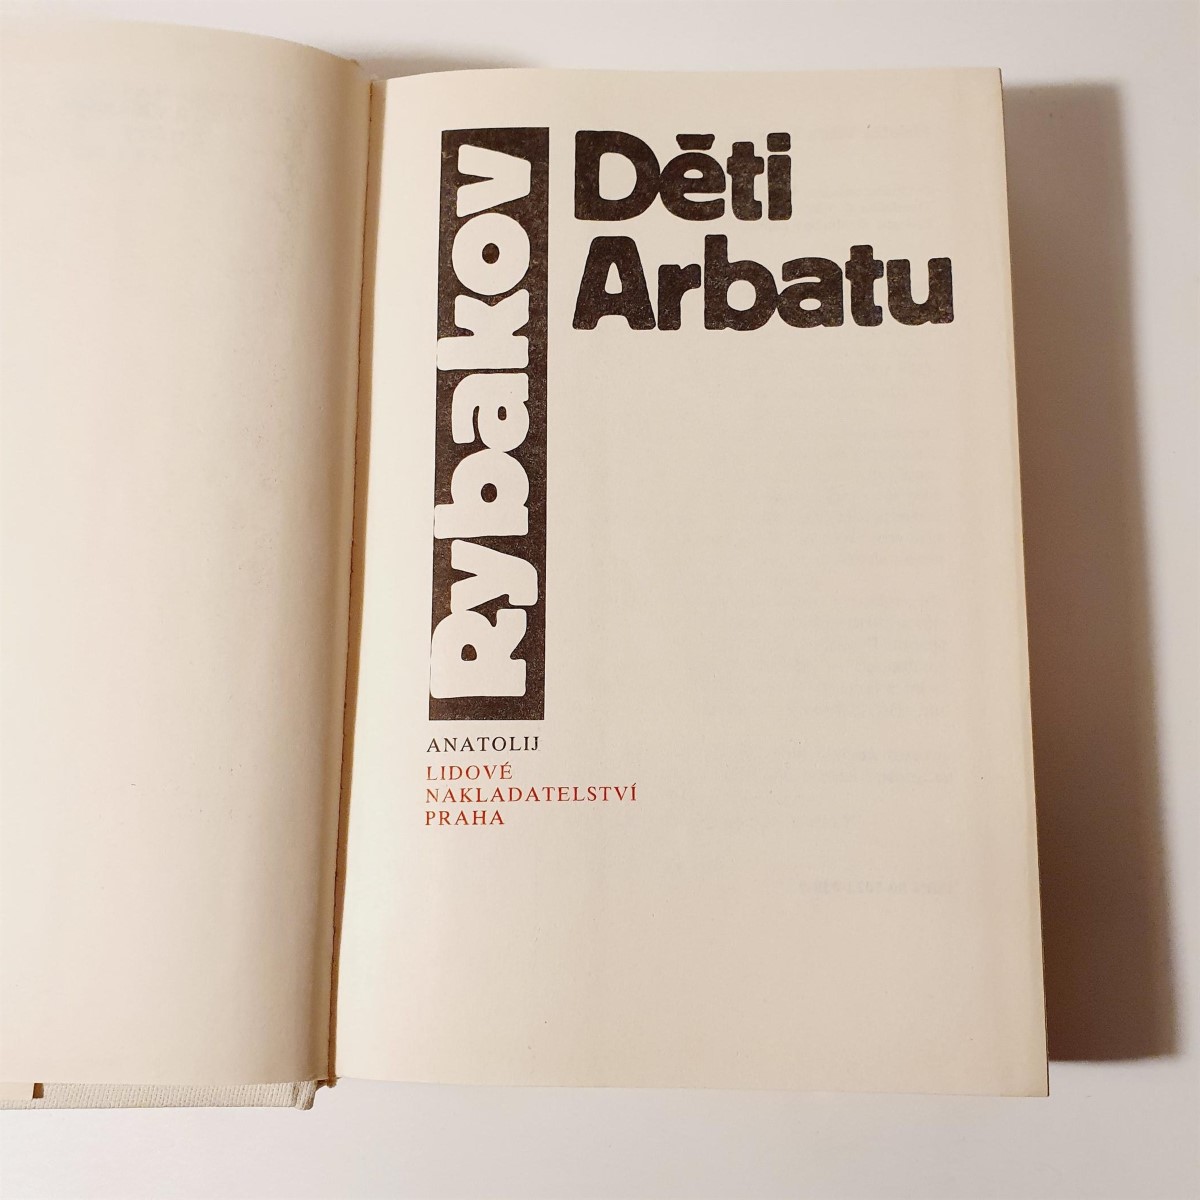 Děti
Arbatu
Rybakov
ANATOLIJ
LIDOVÉ
NAKLADATELSTVÍ
PRAHA